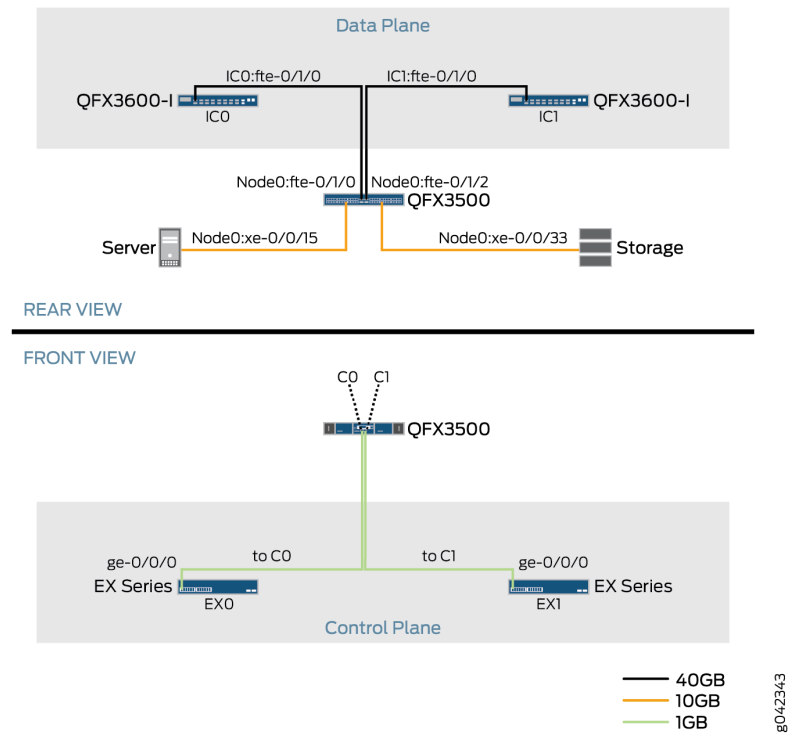 Data Plane
IC0:fte-0/1/0
IC1:fte-0/1/0
QFX3600-I
QFX3600-I
IC0
IC1
Node0:fte-0/1/0
Node0:fte-0/1/2
QFX3500
Server
Node0:xe-0/0/15
Node0:xe-0/0/33
Storage
REAR VIEW
FRONT VIEW
C0
C1
QFX3500
to C0
to C1
ge-0/0/0
ge-0/0/0
EX Series
EX Series
EX0
EX1
Control Plane
40GB
10GB
1GB
g042343